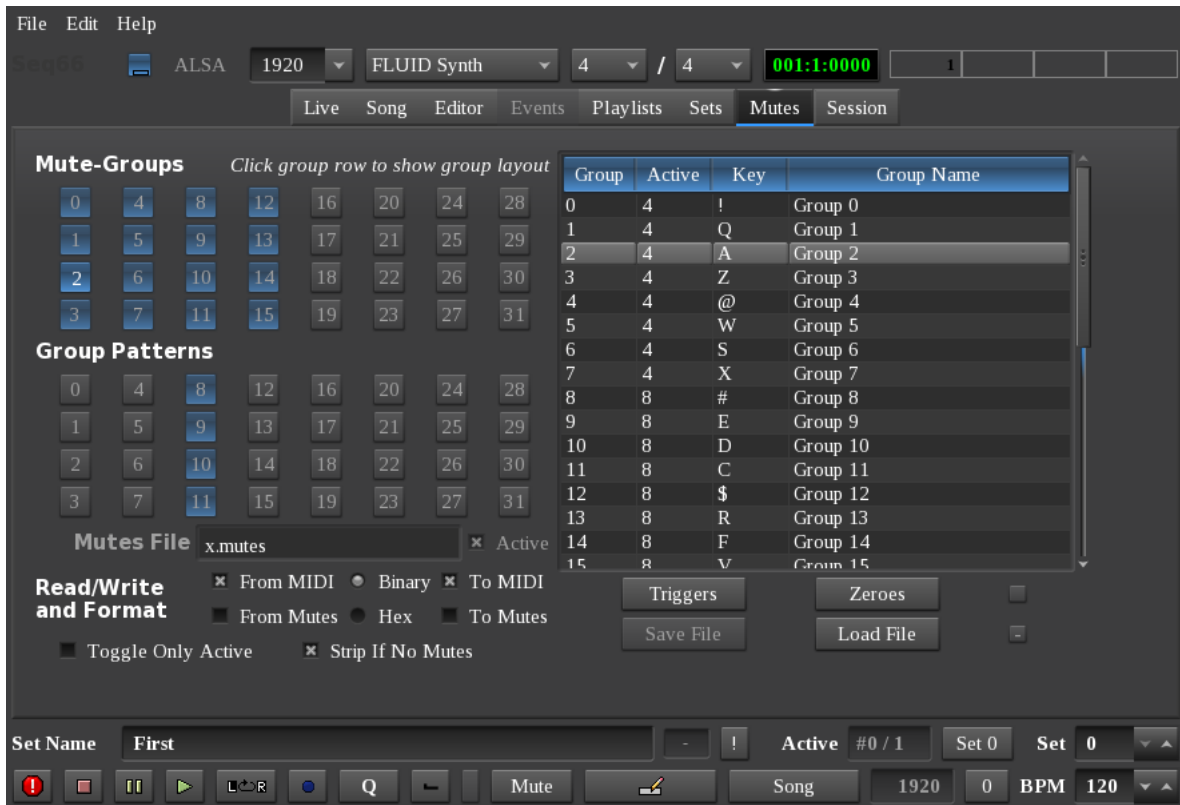 File Edit Help
Seq66 ALSA 1920 FLUID Synth 4 / 4 001:1:0000 1
Live Song Editor Events Playlists Sets Mutes Session
Mute-Groups Click group row to show group layout
0 4 8 12 16 20 24 28
1 5 9 13 17 21 25 29
2 6 10 14 18 22 26 30
3 7 11 15 19 23 27 31
Group Patterns
0 4 8 12 16 20 24 28
1 5 9 13 17 21 25 29
2 6 10 14 18 22 26 30
3 7 11 15 19 23 27 31
Mutes File x.mutes Active
Read/Write and Format
From MIDI Binary To MIDI
From Mutes Hex To Mutes
Toggle Only Active Strip If No Mutes
Group Active Key Group Name
0 4 ! Group 0
1 4 Q Group 1
2 4 A Group 2
3 4 Z Group 3
4 4 @ Group 4
5 4 W Group 5
6 4 S Group 6
7 4 X Group 7
8 8 # Group 8
9 8 E Group 9
10 8 D Group 10
11 8 C Group 11
12 8 $ Group 12
13 8 R Group 13
14 8 F Group 14
15 8 V Group 15
Triggers Zeroes
Save File Load File -
Set Name First - ! Active #0 / 1 Set 0 Set 0
L R Q Mute Song 1920 0 BPM 120